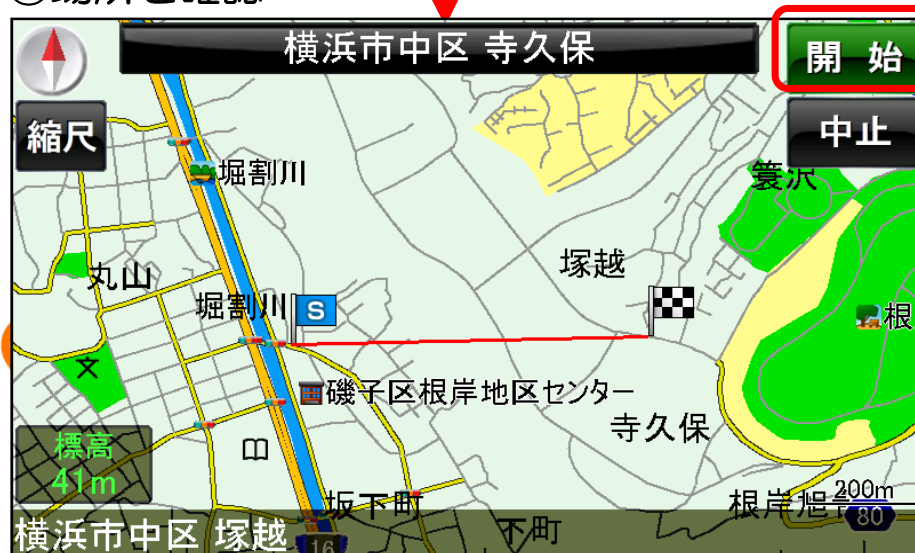 横浜市中区 寺久保
開 始
縮尺
中止
堀割川
簑沢
丸山
塚越
堀割川
S
根
文
磯子区根岸地区センター
寺久保
標高
41m
200m
坂下町
根岸旭台
80
横浜市中区 塚越
16
下町